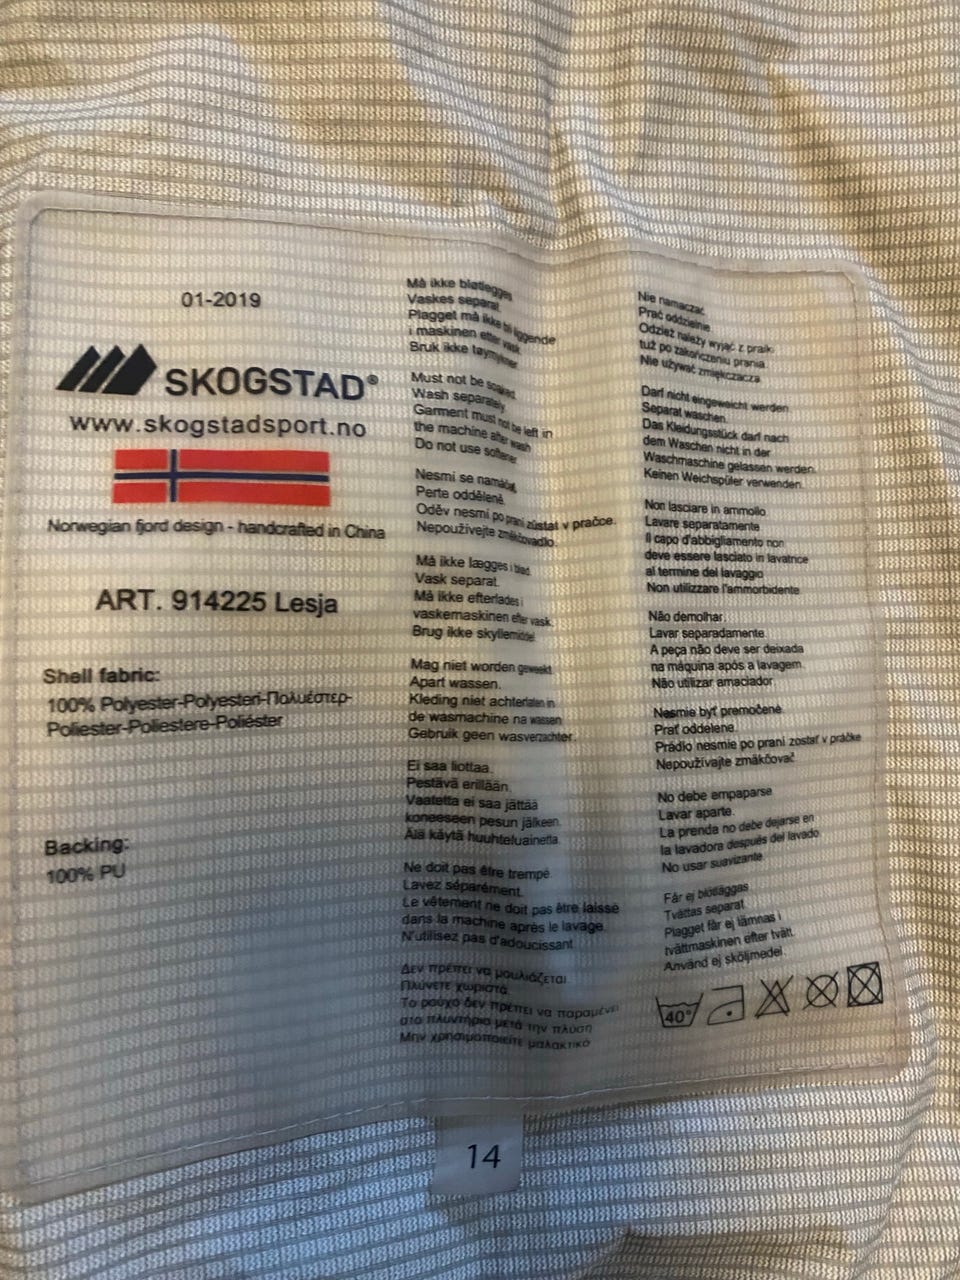 01-2019
SKOGSTAD®
www.skogstadsport.no
Norwegian fjord design - handcrafted in China
ART. 914225 Lesja
Shell fabric:
100% Polyester-Polyesteri-Πολυέστερ-
Poliester-Poliestere-Poliéster
Backing:
100% PU
Må ikke bløtlegges
Vaskes separat.
Plagget må ikke bli liggende
i maskinen etter vask
Bruk ikke tøymykner
Must not be soaked.
Wash separately.
Garment must not be left in
the machine after wash
Do not use softener
Nesmi se namáčet.
Perte odděleně.
Oděv nesmí po praní zůstat v pračce.
Nepoužívejte změkčovadlo.
Må ikke lægges i blød.
Vask separat.
Må ikke efterlades i
vaskemaskinen efter vask.
Brug ikke skyllemiddel
Mag niet worden geweekt.
Apart wassen.
Kleding niet achterlaten in
de wasmachine na wassen
Gebruik geen wasverzachter.
Ei saa liottaa.
Pestävä erillään.
Vaatetta ei saa jättää
koneeseen pesun jälkeen.
Älä käytä huuhteluainetta.
Ne doit pas être trempé.
Lavez séparément.
Le vêtement ne doit pas être laissé
dans la machine après le lavage.
N'utilisez pas d'adoucissant
Δεν πρέπει να μουλιάζεται
Πλύνετε χωριστά.
Το ρούχο δεν πρέπει να παραμένει
στο πλυντήριο μετά την πλύση
Μην χρησιμοποιείτε μαλακτικό
Nie namaczać.
Prać oddzielnie.
Odzież należy wyjąć z pralki
tuż po zakończeniu prania.
Nie używać zmiękczacza.
Darf nicht eingeweicht werden
Separat waschen.
Das Kleidungsstück darf nach
dem Waschen nicht in der
Waschmaschine gelassen werden.
Keinen Weichspüler verwenden.
Non lasciare in ammollo
Lavare separatamente
Il capo d'abbigliamento non
deve essere lasciato in lavatrice
al termine del lavaggio
Non utilizzare l'ammorbidente
Não demolhar.
Lavar separadamente.
A peça não deve ser deixada
na máquina após a lavagem.
Não utilizar amaciador.
Nesmie byť premočené.
Prať oddelene.
Prádlo nesmie po praní zostať v práčke
Nepoužívajte zmäkčovač
No debe empaparse.
Lavar aparte.
La prenda no debe dejarse en
la lavadora después del lavado.
No usar suavizante.
Får ej blötläggas
Tvättas separat.
Plagget får ej lämnas i
tvättmaskinen efter tvätt.
Använd ej sköljmedel.
40°
14